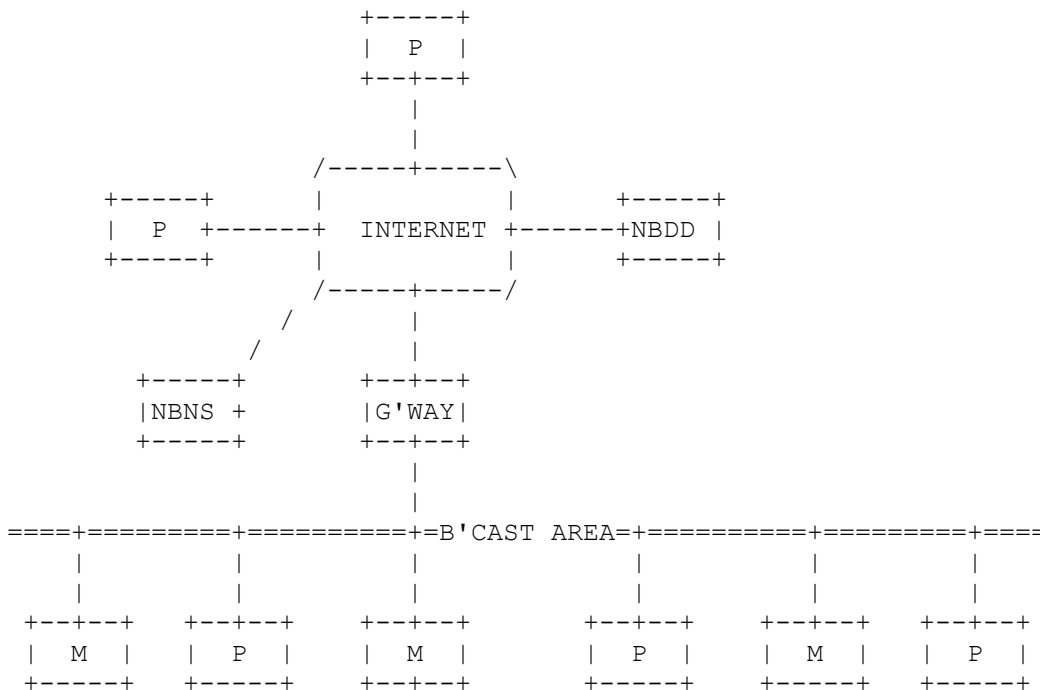 P
P INTERNET NBDD
NBNS G'WAY
B'CAST AREA
M P M P M P